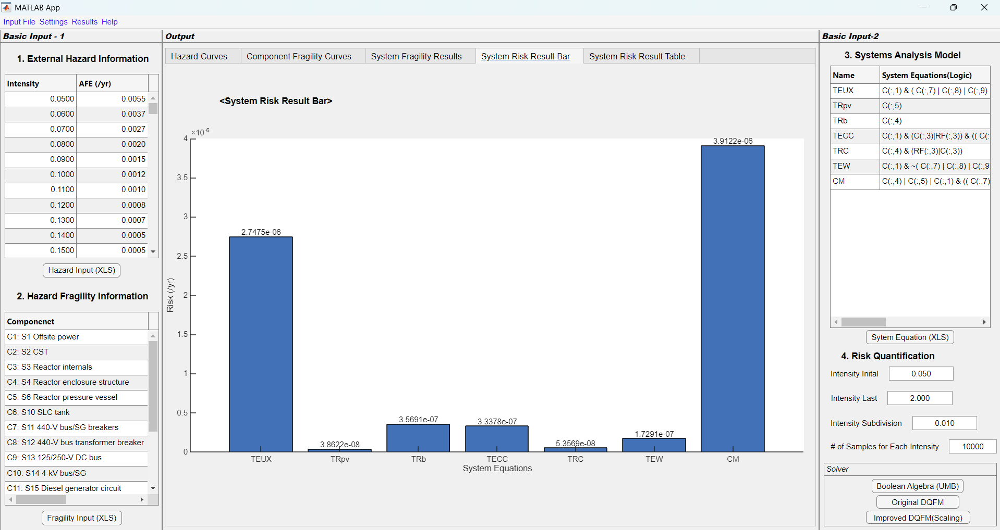 MATLAB App
Input File Settings Results Help
Basic Input - 1
1. External Hazard Information
Intensity AFE (/yr)
0.0500 0.0055
0.0600 0.0037
0.0700 0.0027
0.0800 0.0020
0.0900 0.0015
0.1000 0.0012
0.1100 0.0010
0.1200 0.0008
0.1300 0.0007
0.1400 0.0005
0.1500 0.0005
Hazard Input (XLS)
2. Hazard Fragility Information
Componenet
C1: S1 Offsite power
C2: S2 CST
C3: S3 Reactor internals
C4: S4 Reactor enclosure structure
C5: S6 Reactor pressure vessel
C6: S10 SLC tank
C7: S11 440-V bus/SG breakers
C8: S12 440-V bus transformer breaker
C9: S13 125/250-V DC bus
C10: S14 4-kV bus/SG
C11: S15 Diesel generator circuit
Fragility Input (XLS)
Output
Hazard Curves Component Fragility Curves System Fragility Results System Risk Result Bar System Risk Result Table
<System Risk Result Bar>
×10-6
4
3.5
3
2.5
2
1.5
1
0.5
0
Risk (/yr)
2.7475e-06
3.8622e-08
3.5691e-07
3.3378e-07
5.3569e-08
1.7291e-07
3.9122e-06
TEUX TRpv TRb TECC TRC TEW CM
System Equations
Basic Input-2
3. Systems Analysis Model
Name System Equations(Logic)
TEUX C(:,1) & ( C(:,7) | C(:,8) | C(:,9)
TRpv C(:,5)
TRb C(:,4)
TECC C(:,1) & (C(:,3)|RF(:,3)) & (( C(:
TRC C(:,4) & (RF(:,3)|C(:,3))
TEW C(:,1) & ~( C(:,7) | C(:,8) | C(:,9
CM C(:,4) | C(:,5) | C(:,1) & (( C(:,7)
Sytem Equation (XLS)
4. Risk Quantification
Intensity Inital 0.050
Intensity Last 2.000
Intensity Subdivision 0.010
# of Samples for Each Intensity 10000
Solver
Boolean Algebra (UMB)
Original DQFM
Improved DQFM(Scaling)